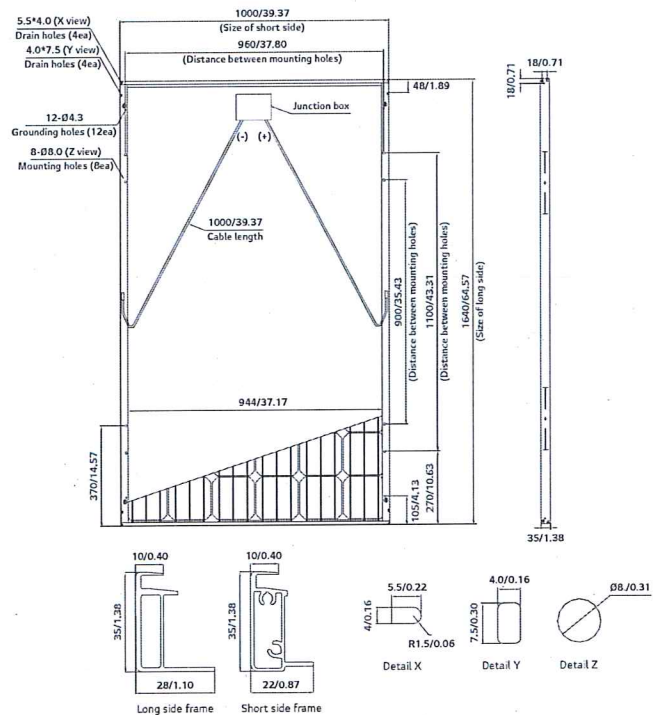 1000/39.37
(Size of short side)
960/37.80
(Distance between mounting holes)
5.5*4.0 (X view)
Drain holes (4ea)
4.0*7.5 (Y view)
Drain holes (4ea)
12-Ø4.3
Grounding holes (12ea)
8-Ø8.0 (Z view)
Mounting holes (8ea)
48/1.89
Junction box
(-) (+)
1000/39.37
Cable length
900/35.43
(Distance between mounting holes)
1100/43.31
(Distance between mounting holes)
1640/64.57
(Size of long side)
18/0.71
18/0.71
944/37.17
370/14.57
105/4.13
270/10.63
35/1.38
10/0.40
35/1.38
28/1.10
Long side frame
10/0.40
35/1.38
22/0.87
Short side frame
5.5/0.22
4/0.16
R1.5/0.06
Detail X
4.0/0.16
7.5/0.30
Detail Y
Ø8./0.31
Detail Z